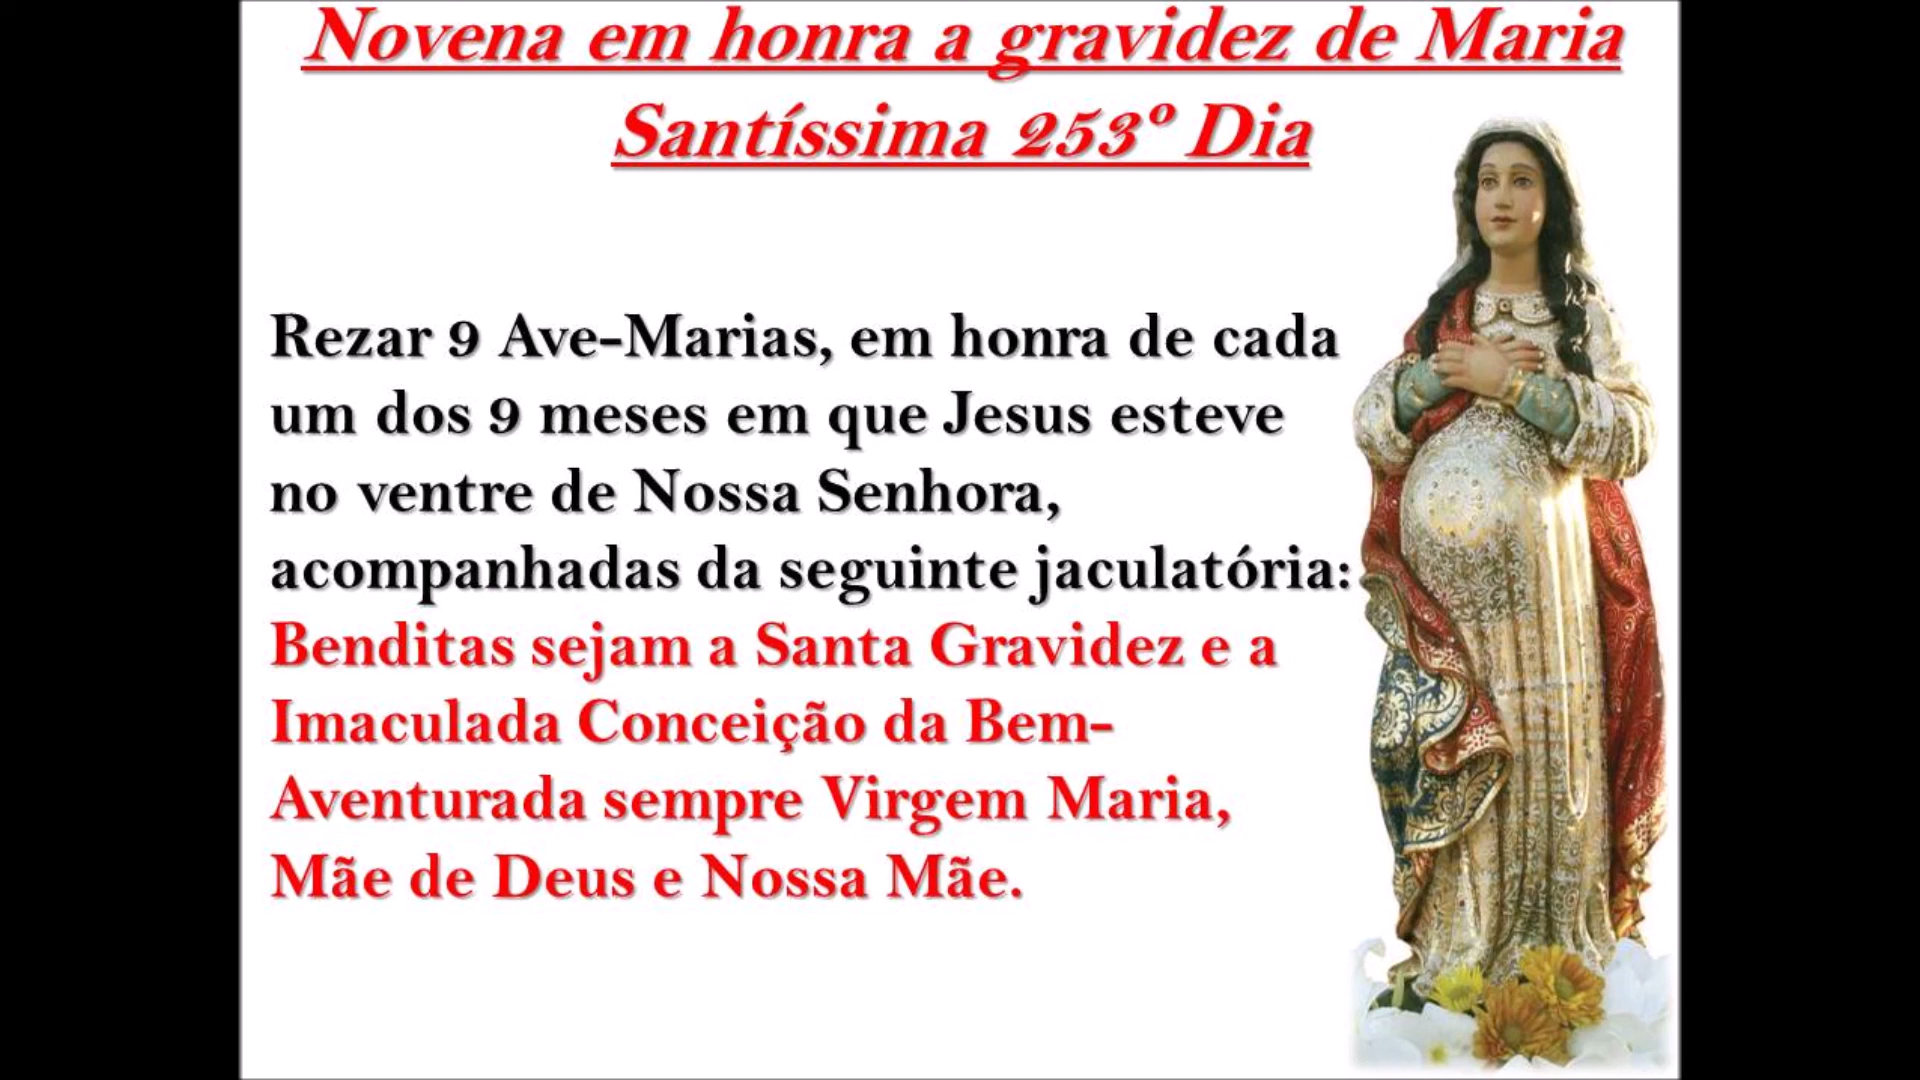 Novena em honra a gravidez de Maria
Santíssima 253º Dia
Rezar 9 Ave-Marias, em honra de cada
um dos 9 meses em que Jesus esteve
no ventre de Nossa Senhora,
acompanhadas da seguinte jaculatória:
Benditas sejam a Santa Gravidez e a
Imaculada Conceição da Bem-
Aventurada sempre Virgem Maria,
Mãe de Deus e Nossa Mãe.